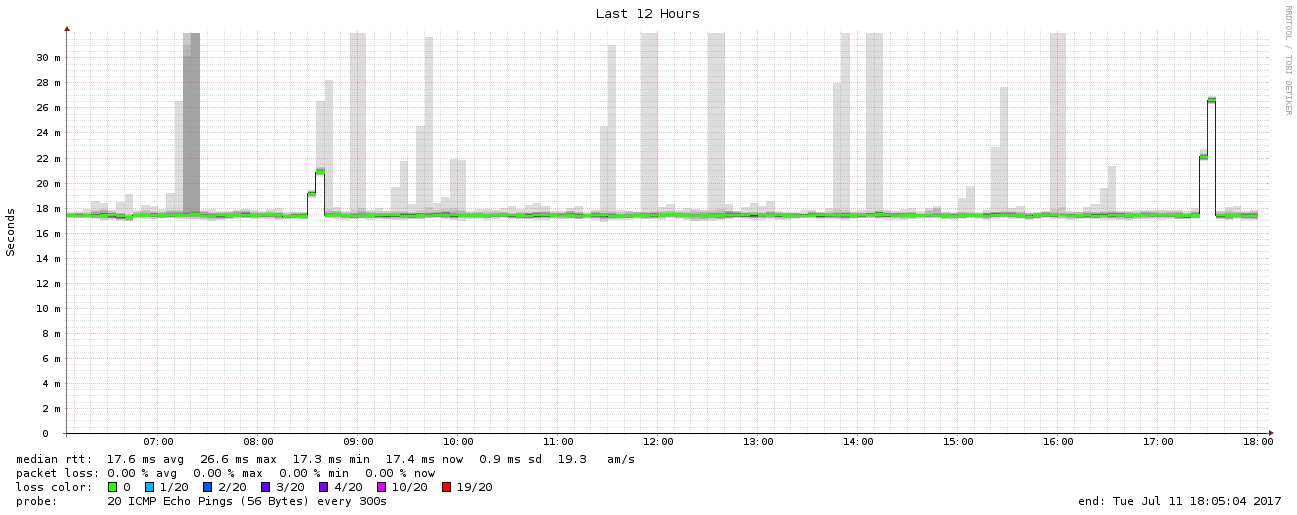 Last 12 Hours
RRDTOOL / TOBI OETIKER
Seconds
30 m
28 m
26 m
24 m
22 m
20 m
18 m
16 m
14 m
12 m
10 m
8 m
6 m
4 m
2 m
0
07:00 08:00 09:00 10:00 11:00 12:00 13:00 14:00 15:00 16:00 17:00 18:00
median rtt: 17.6 ms avg 26.6 ms max 17.3 ms min 17.4 ms now 0.9 ms sd 19.3 am/s
packet loss: 0.00 % avg 0.00 % max 0.00 % min 0.00 % now
loss color: 0 1/20 2/20 3/20 4/20 10/20 19/20
probe: 20 ICMP Echo Pings (56 Bytes) every 300s end: Tue Jul 11 18:05:04 2017